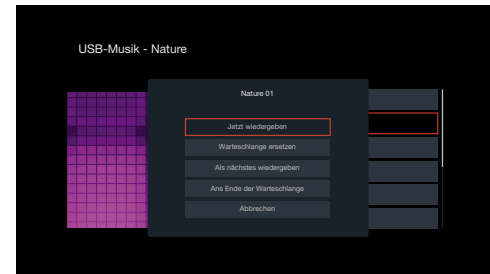 USB-Musik - Nature
Nature 01
Jetzt wiedergeben
Warteschlange ersetzen
Als nächstes wiedergeben
Ans Ende der Warteschlange
Abbrechen